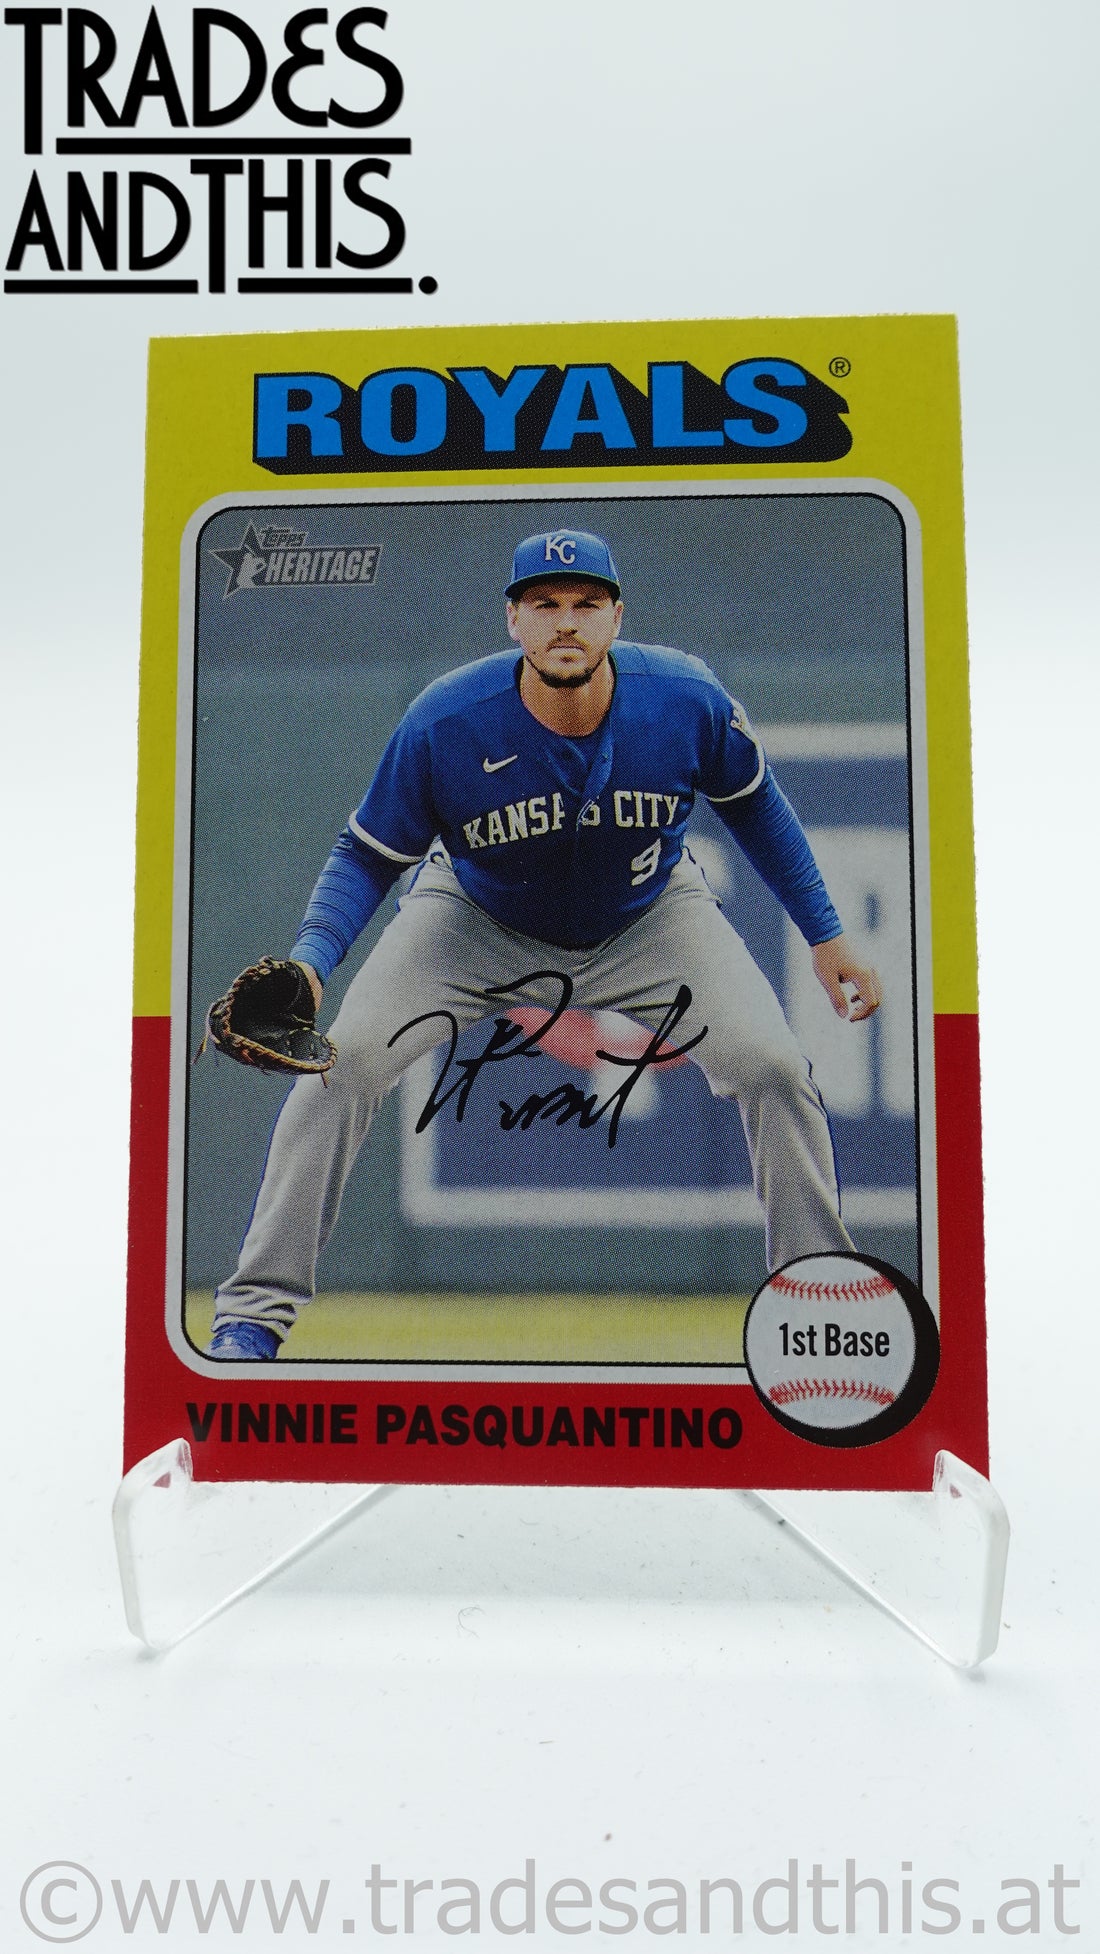 TRADES
ANDTHIS.
ROYALS®
topps
HERITAGE
KC
KANSAS CITY
9
1st Base
VINNIE PASQUANTINO
©www.tradesandthis.at